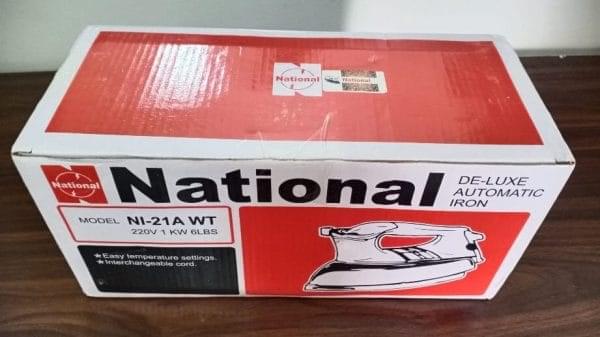 National
National
National
National
DE-LUXE
AUTOMATIC
IRON
MODEL NI-21A WT
220V 1 KW 6LBS
★Easy temperature settings.
★Interchangeable cord.